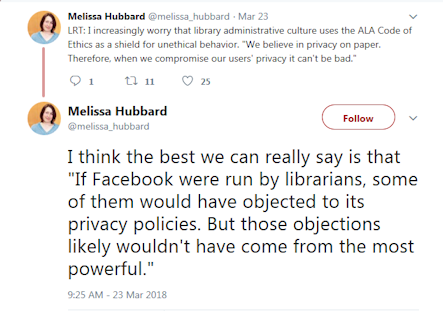 Melissa Hubbard @melissa_hubbard · Mar 23
LRT: I increasingly worry that library administrative culture uses the ALA Code of
Ethics as a shield for unethical behavior. "We believe in privacy on paper.
Therefore, when we compromise our users' privacy it can't be bad."
1 11 25
Melissa Hubbard
@melissa_hubbard
Follow
I think the best we can really say is that
"If Facebook were run by librarians, some
of them would have objected to its
privacy policies. But those objections
likely wouldn't have come from the most
powerful."
9:25 AM - 23 Mar 2018